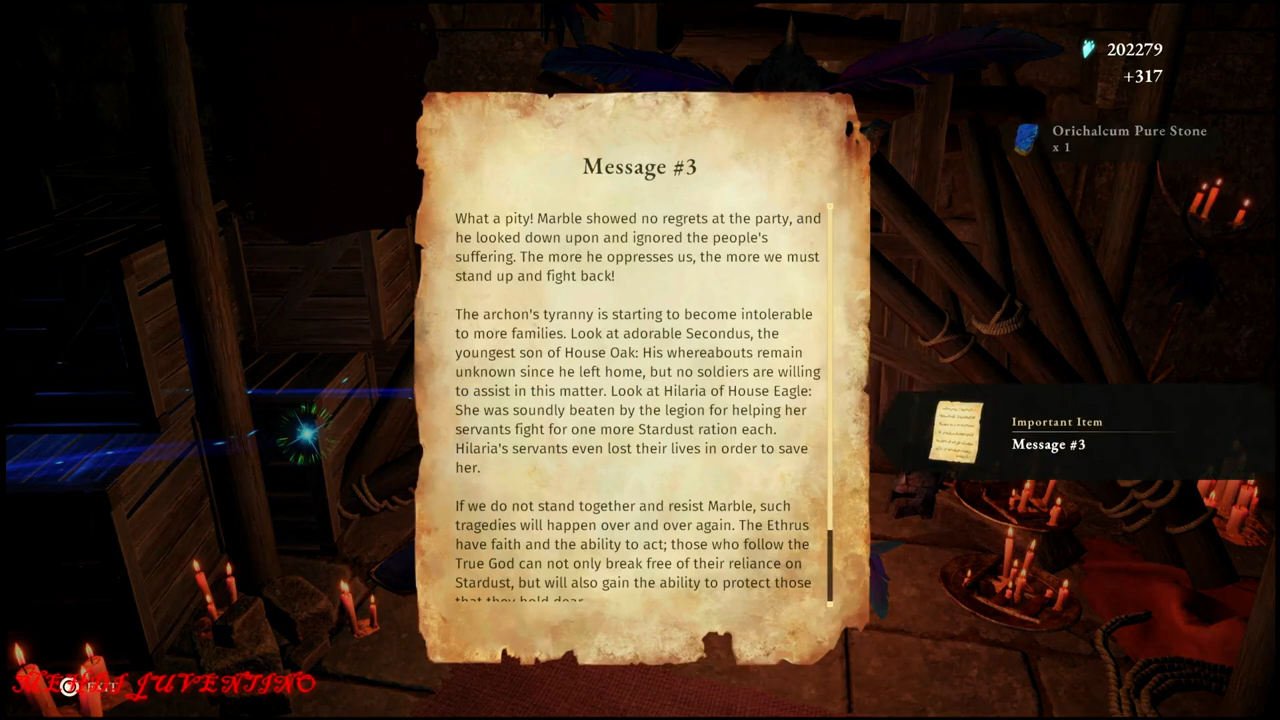 202279
+317
Orichalcum Pure Stone
x 1
Message #3
What a pity! Marble showed no regrets at the party, and
he looked down upon and ignored the people's
suffering. The more he oppresses us, the more we must
stand up and fight back!
The archon's tyranny is starting to become intolerable
to more families. Look at adorable Secondus, the
youngest son of House Oak: His whereabouts remain
unknown since he left home, but no soldiers are willing
to assist in this matter. Look at Hilaria of House Eagle:
She was soundly beaten by the legion for helping her
servants fight for one more Stardust ration each.
Hilaria's servants even lost their lives in order to save
her.
If we do not stand together and resist Marble, such
tragedies will happen over and over again. The Ethrus
have faith and the ability to act; those who follow the
True God can not only break free of their reliance on
Stardust, but will also gain the ability to protect those
that they hold dear.
Important Item
Message #3
JUVENTINO